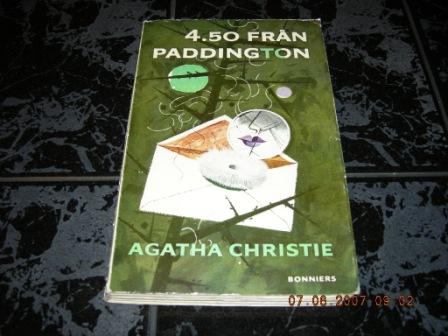 4.50 FRÅN
PADDINGTON
AGATHA CHRISTIE
BONNIERS
07.06.2007 09:02